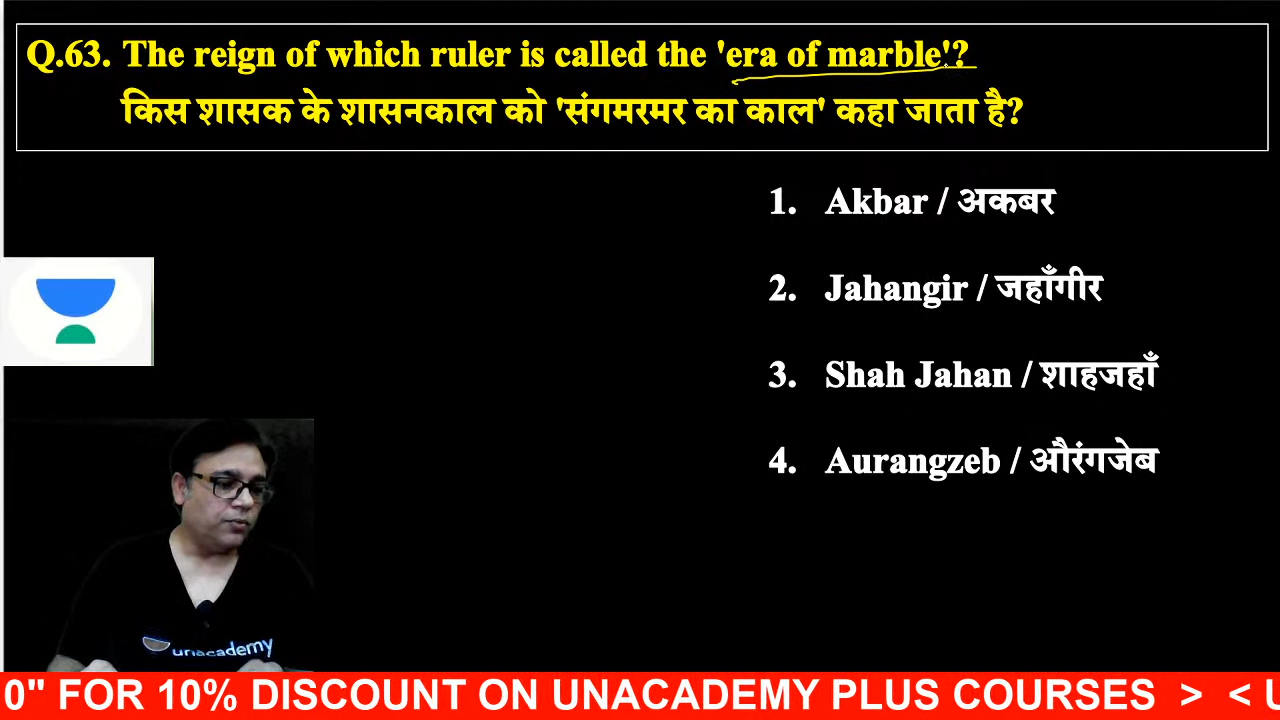 Q.63. The reign of which ruler is called the 'era of marble'?
किस शासक के शासनकाल को 'संगमरमर का काल' कहा जाता है?
1. Akbar / अकबर
2. Jahangir / जहाँगीर
3. Shah Jahan / शाहजहाँ
4. Aurangzeb / औरंगजेब
unacademy
0" FOR 10% DISCOUNT ON UNACADEMY PLUS COURSES > < U